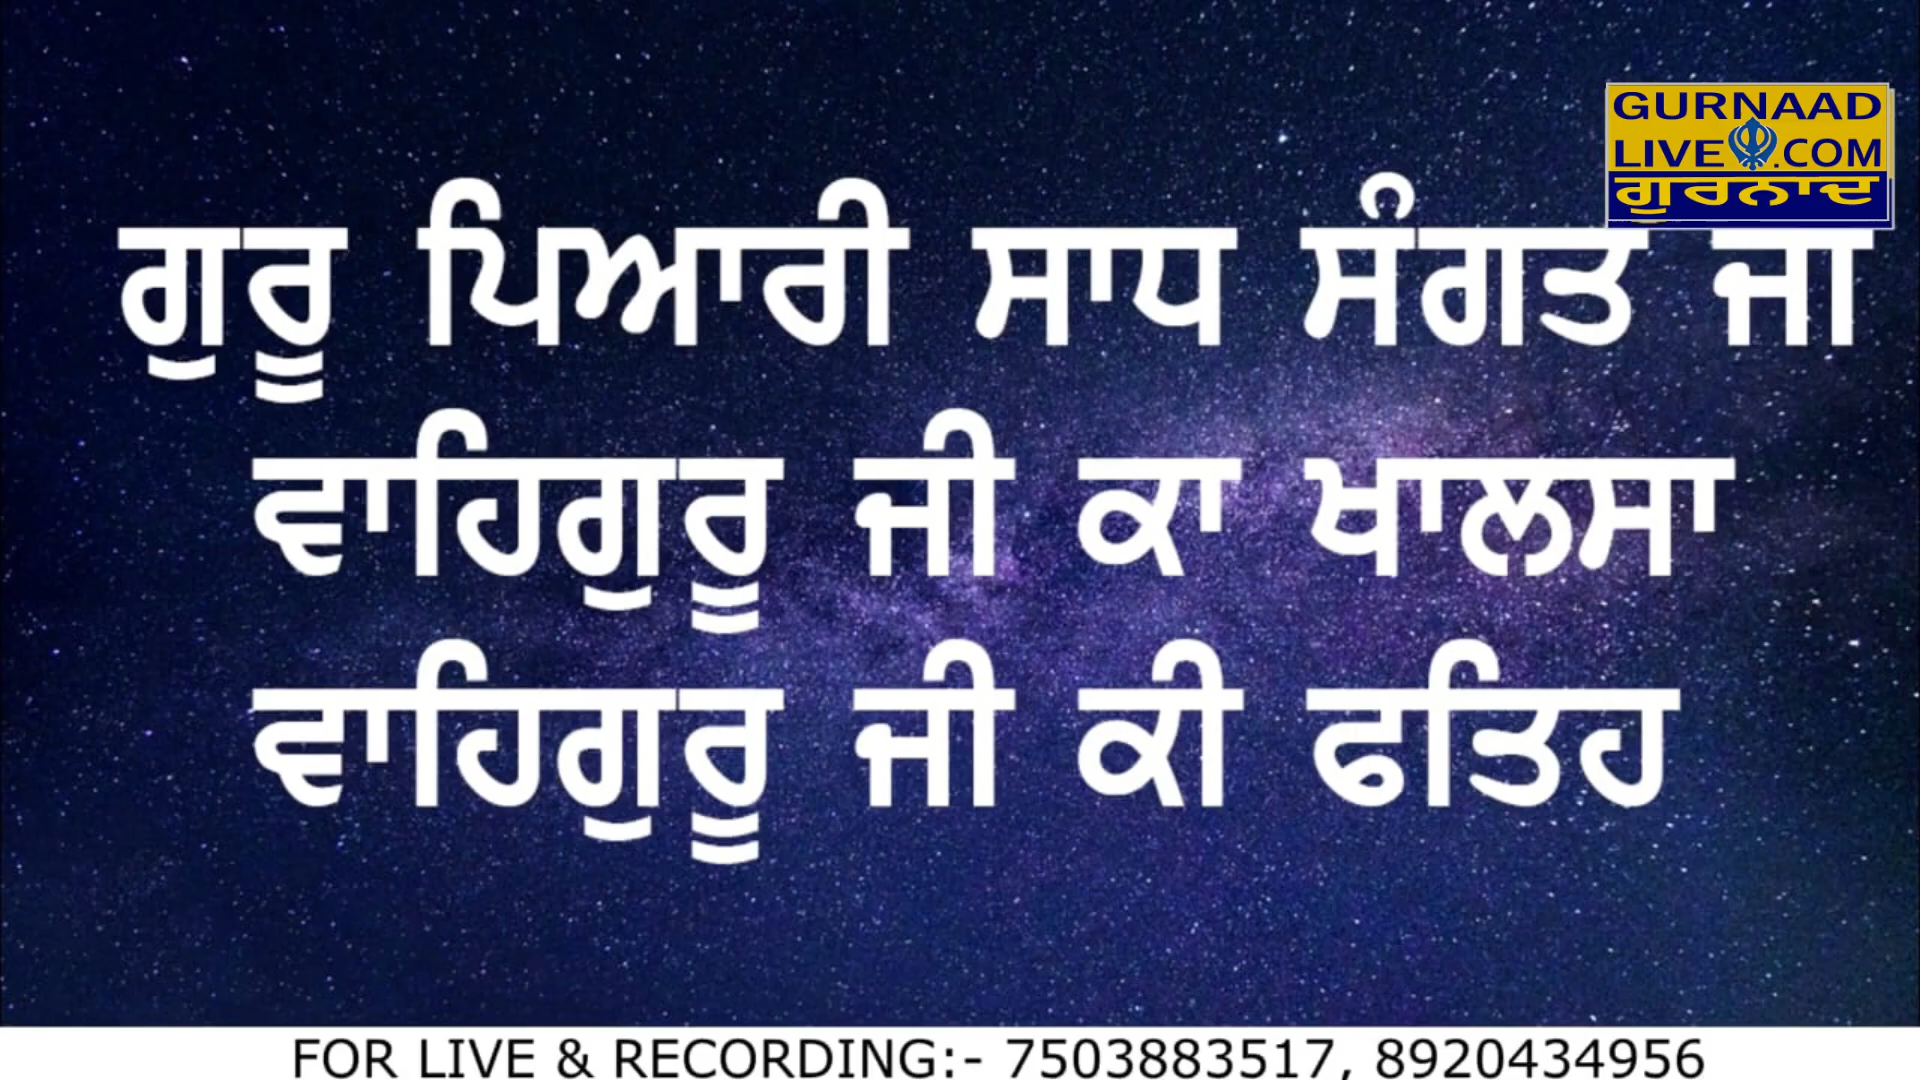 GURNAAD
LIVE.COM
ਗੁਰਨਾਦ
ਗੁਰੂ ਪਿਆਰੀ ਸਾਧ ਸੰਗਤ ਜੀ
ਵਾਹਿਗੁਰੂ ਜੀ ਕਾ ਖਾਲਸਾ
ਵਾਹਿਗੁਰੂ ਜੀ ਕੀ ਫਤਿਹ
FOR LIVE & RECORDING:- 7503883517, 8920434956